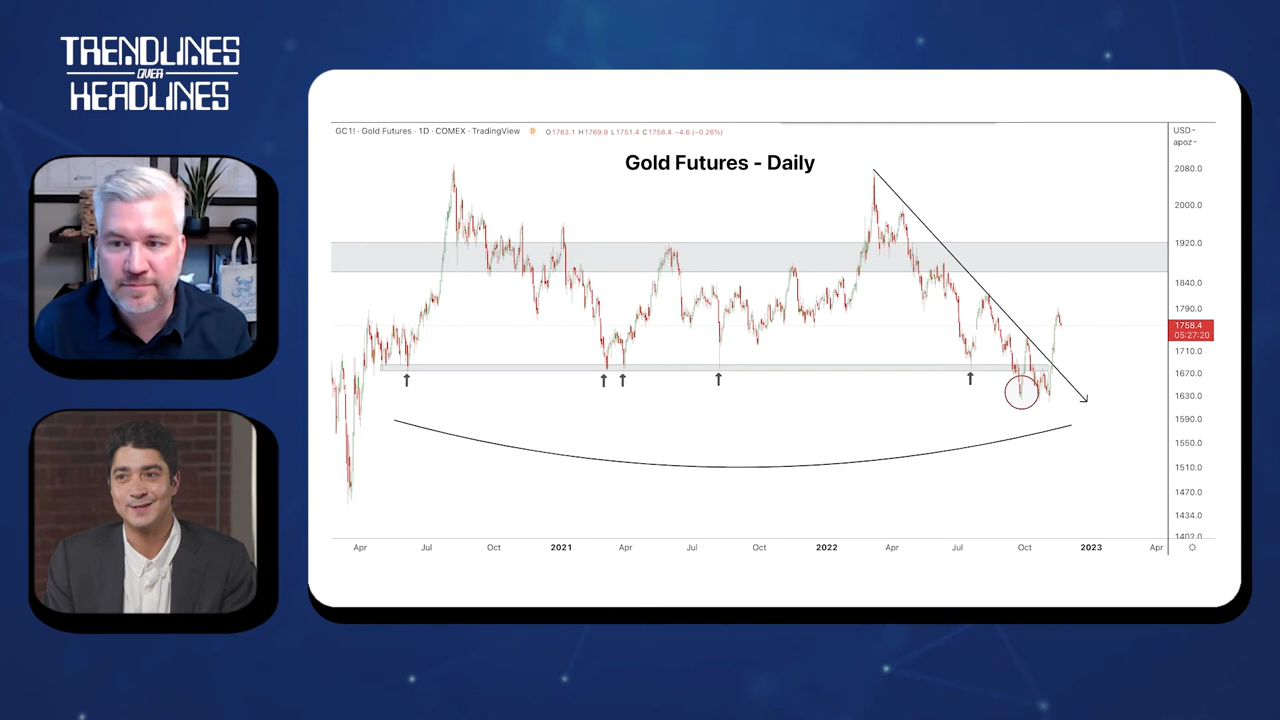 TRENDLINES
OVER
HEADLINES
GC1! · Gold Futures · 1D · COMEX · TradingView D O1763.1 H1769.9 L1751.4 C1758.4 −4.6 (−0.26%)
Gold Futures - Daily
USD
apoz
2080.0
2000.0
1920.0
1840.0
1790.0
1758.4
05:27:20
1710.0
1670.0
1630.0
1590.0
1550.0
1510.0
1470.0
1434.0
1402.0
Apr Jul Oct 2021 Apr Jul Oct 2022 Apr Jul Oct 2023 Apr